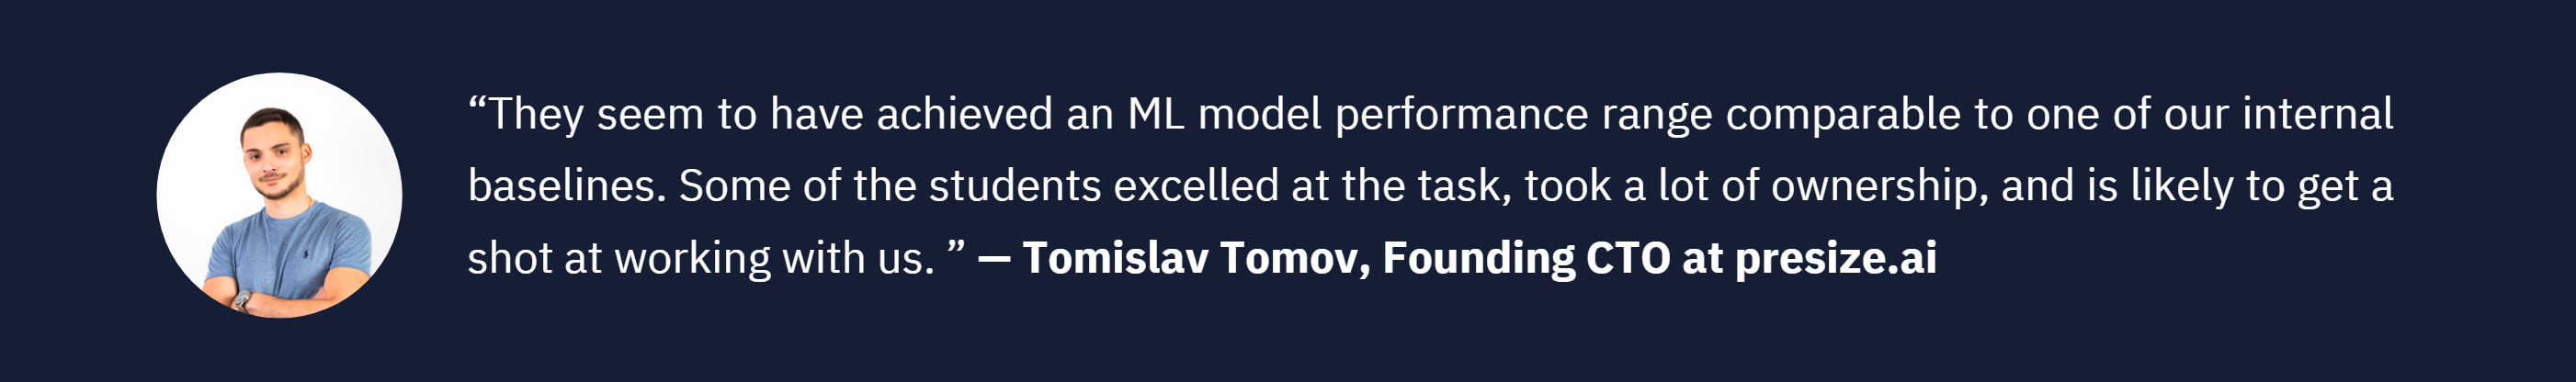 “They seem to have achieved an ML model performance range comparable to one of our internal
baselines. Some of the students excelled at the task, took a lot of ownership, and is likely to get a
shot at working with us. ” — Tomislav Tomov, Founding CTO at presize.ai